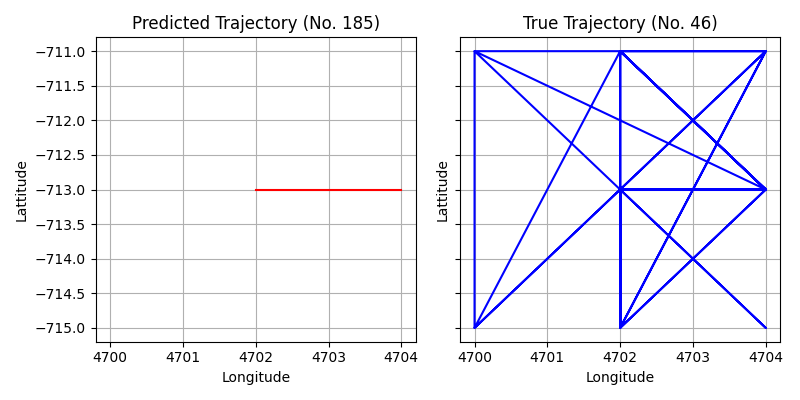 Predicted Trajectory (No. 185)
True Trajectory (No. 46)
−711.0
−711.5
−712.0
−712.5
−713.0
−713.5
−714.0
−714.5
−715.0
Lattitude
Lattitude
4700 4701 4702 4703 4704
4700 4701 4702 4703 4704
Longitude
Longitude